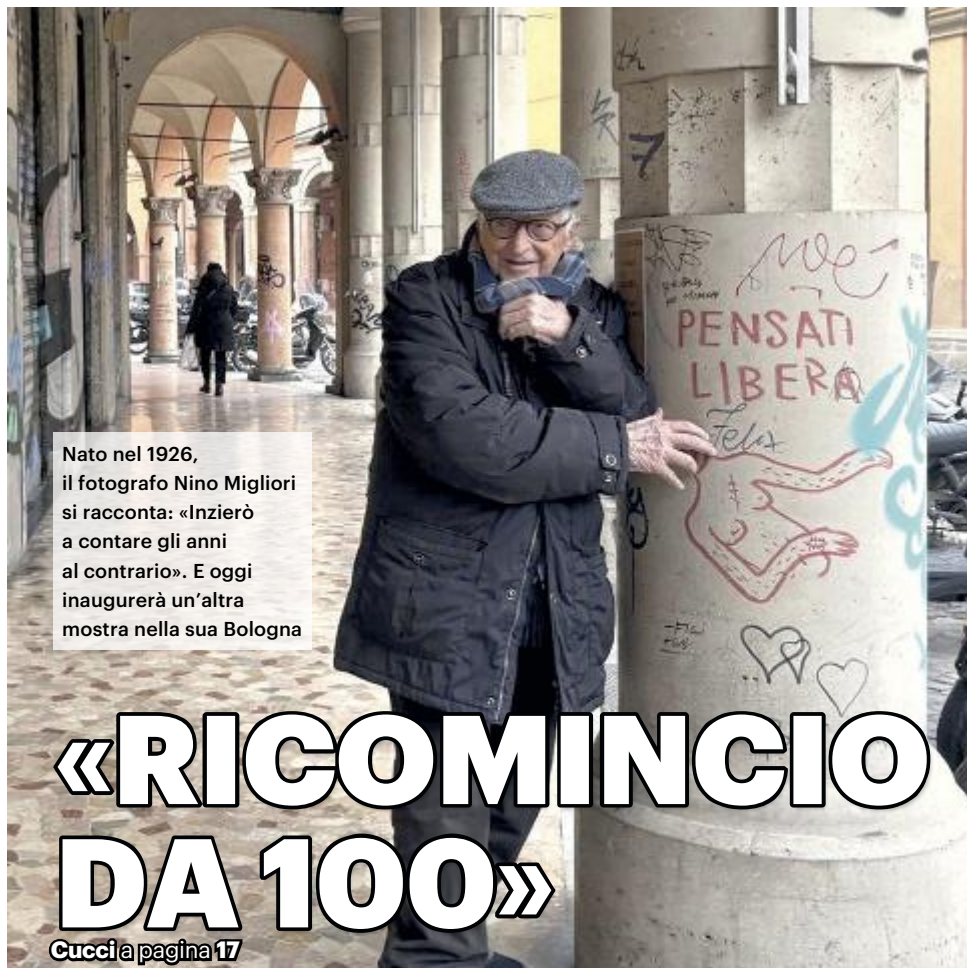 PENSATI
LIBERA
Felix
Nato nel 1926,
il fotografo Nino Migliori
si racconta: «Inzierò
a contare gli anni
al contrario». E oggi
inaugurerà un’altra
mostra nella sua Bologna
«RICOMINCIO
DA 100»
Cucci a pagina 17